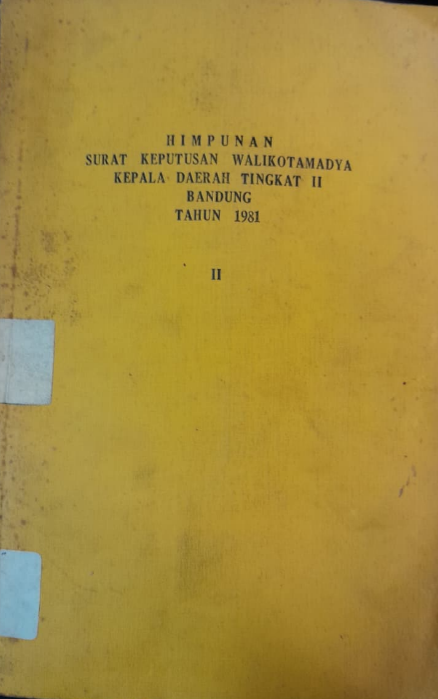 HIMPUNAN
SURAT KEPUTUSAN WALIKOTAMADYA
KEPALA DAERAH TINGKAT II
BANDUNG
TAHUN 1981
II